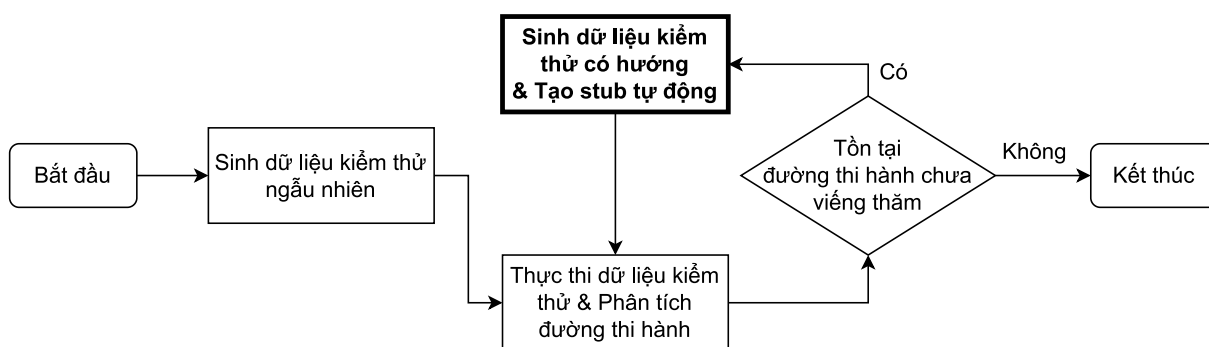 Bắt đầu
Sinh dữ liệu kiểm thử
ngẫu nhiên
Sinh dữ liệu kiểm
thử có hướng
& Tạo stub tự động
Thực thi dữ liệu kiểm
thử & Phân tích
đường thi hành
Có
Tồn tại
đường thi hành chưa
viếng thăm
Không
Kết thúc